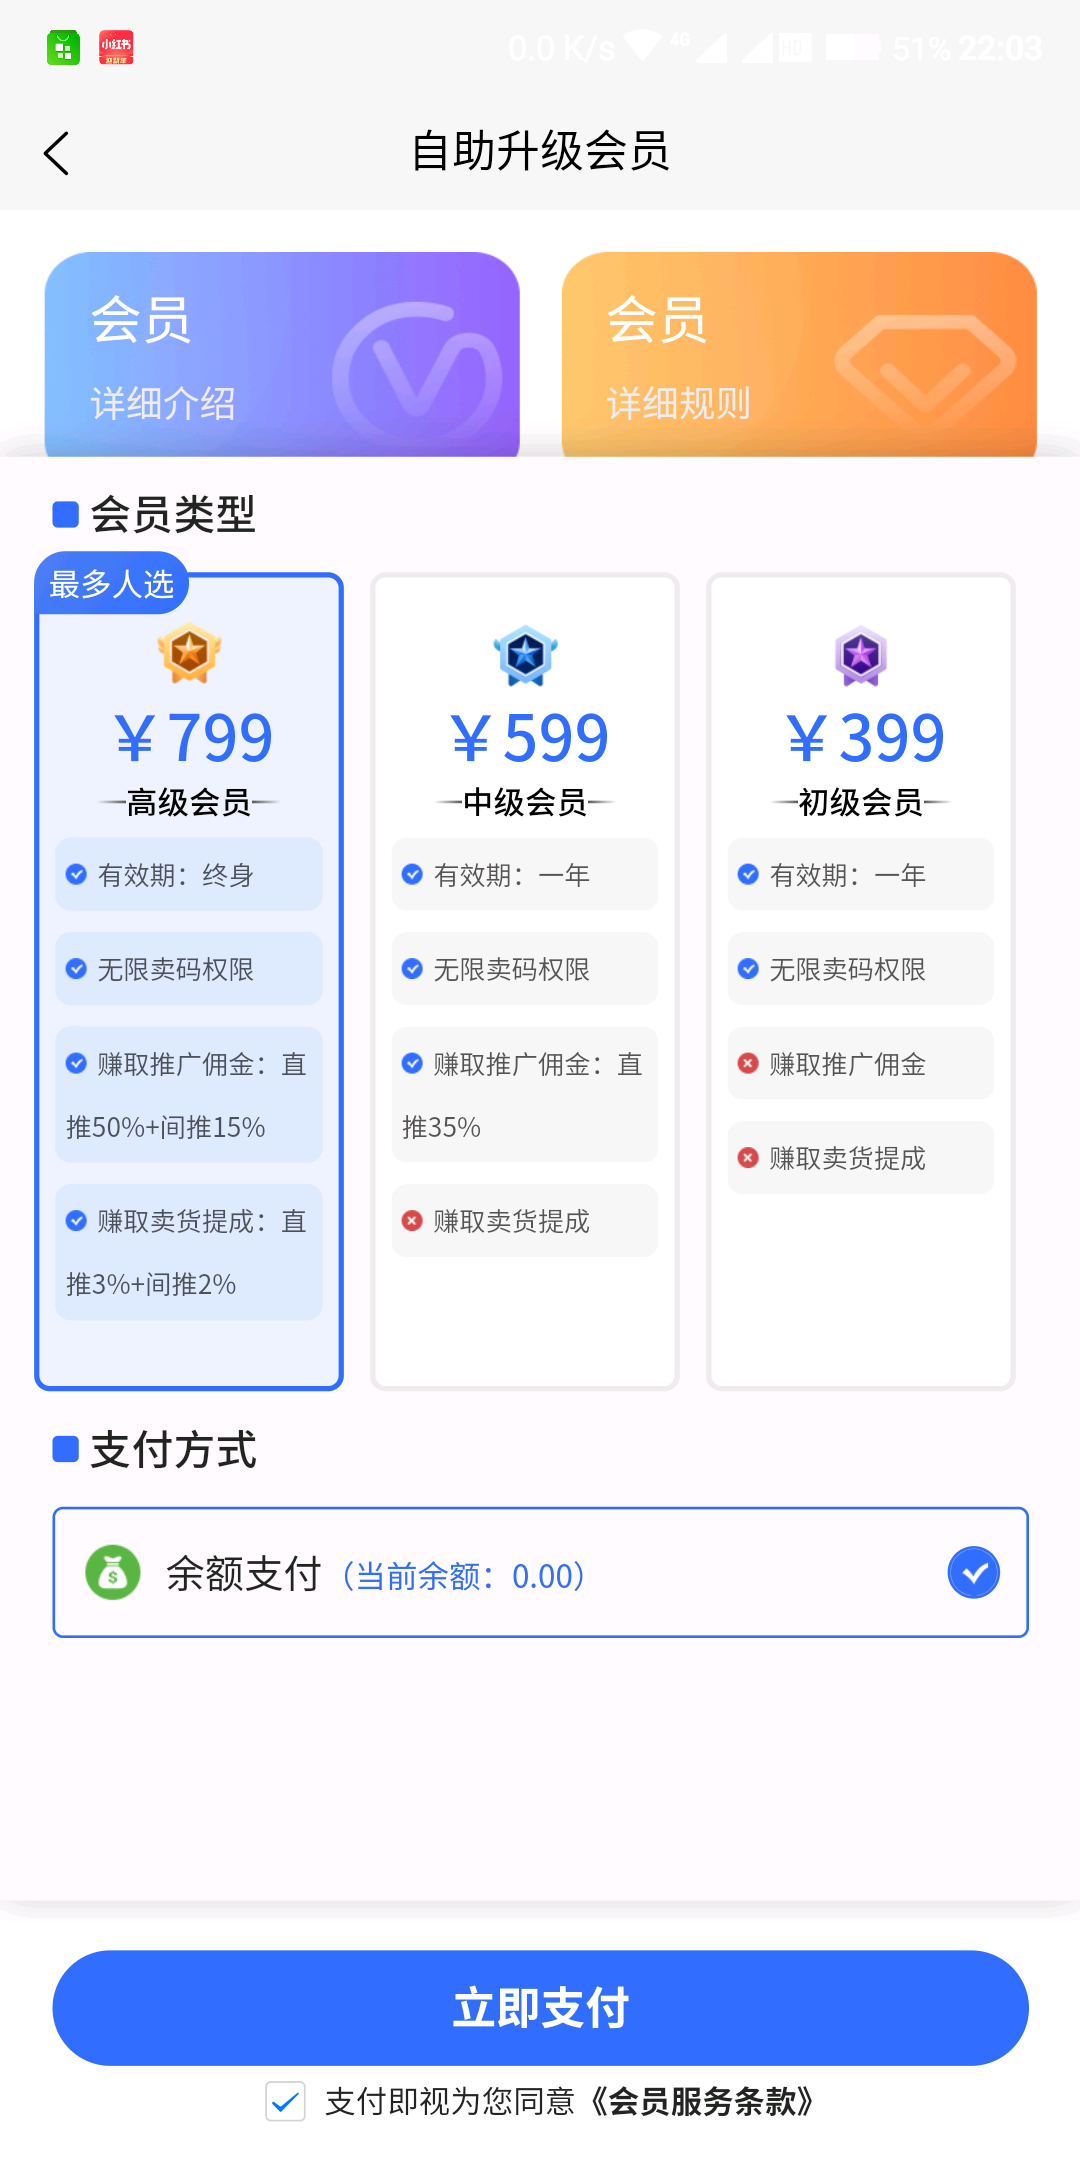 小红书
0.0 K/s 4G HD 51% 22:03
自助升级会员
会员
详细介绍
会员
详细规则
会员类型
最多人选
￥799
高级会员
有效期：终身
无限卖码权限
赚取推广佣金：直
推50%+间推15%
赚取卖货提成：直
推3%+间推2%
￥599
中级会员
有效期：一年
无限卖码权限
赚取推广佣金：直
推35%
赚取卖货提成
￥399
初级会员
有效期：一年
无限卖码权限
赚取推广佣金
赚取卖货提成
支付方式
余额支付（当前余额：0.00）
立即支付
支付即视为您同意《会员服务条款》